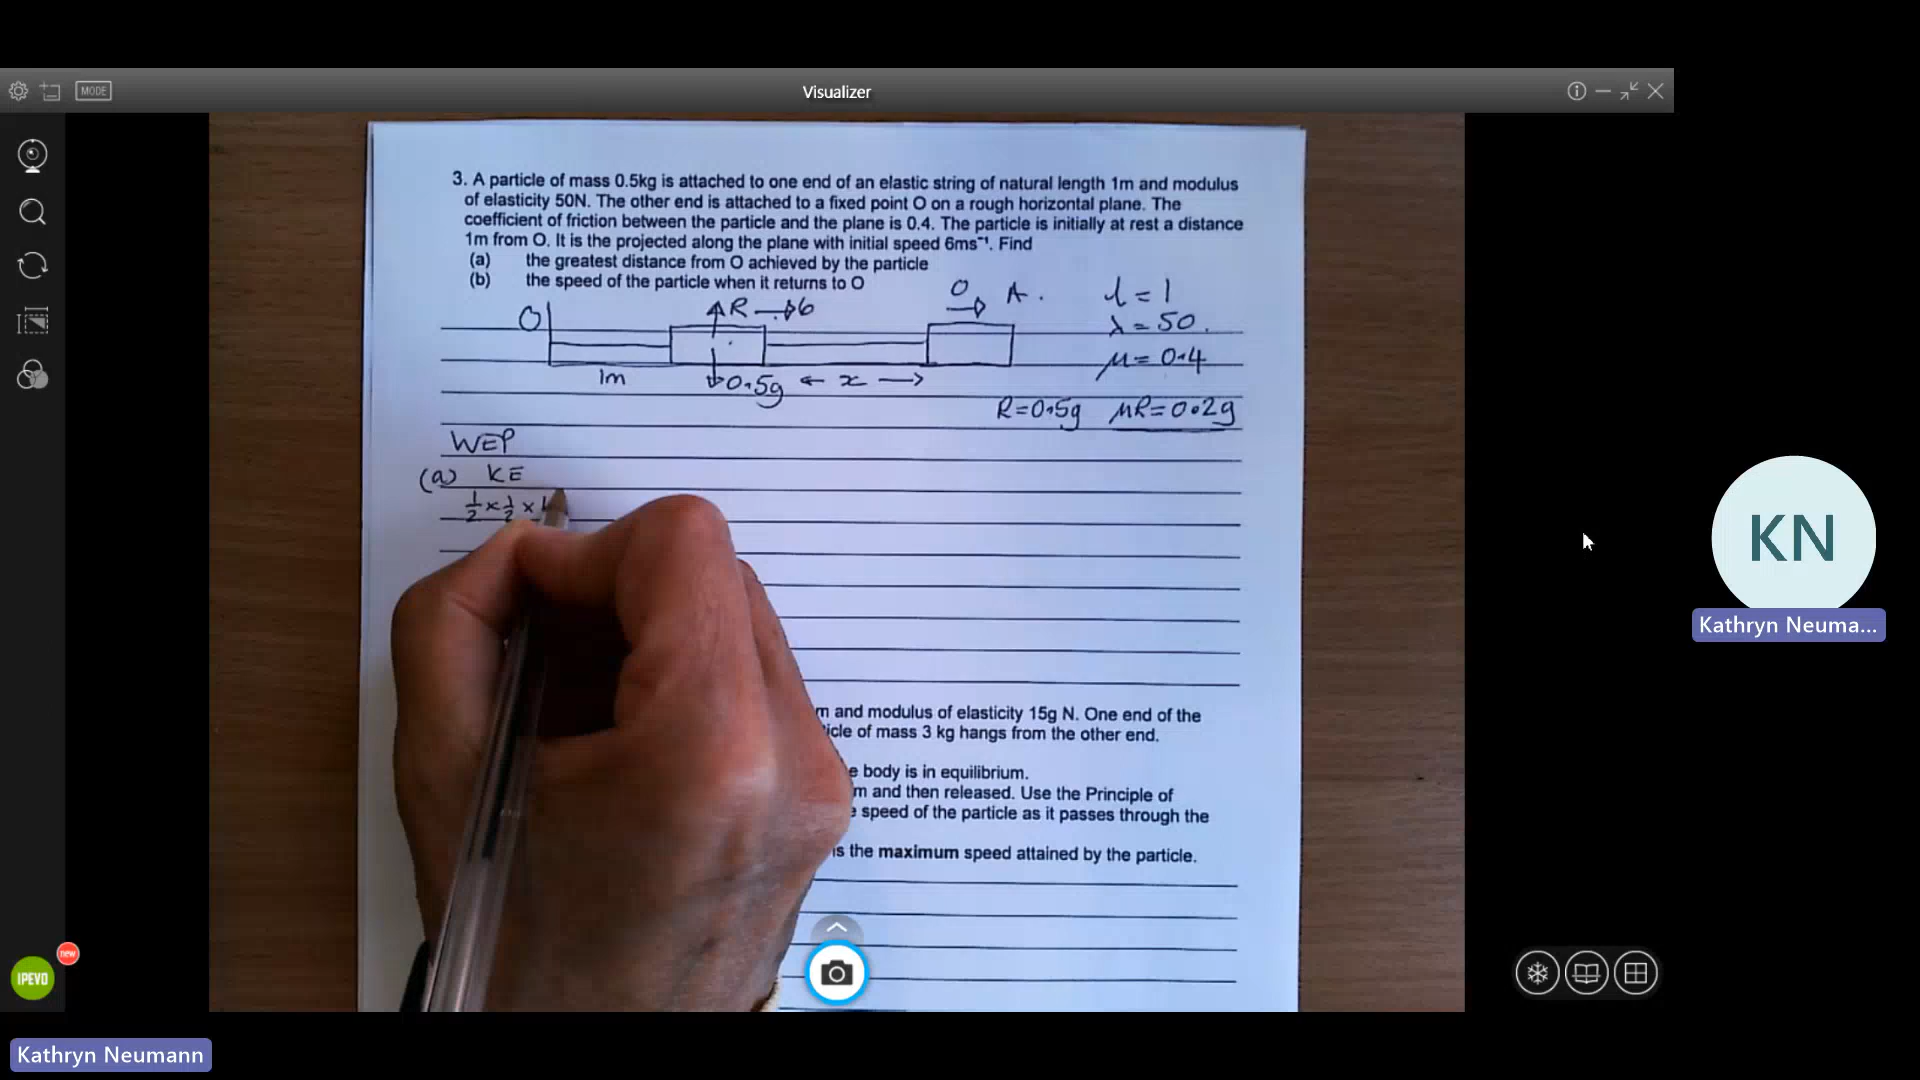 Visualizer
MODE
3. A particle of mass 0.5kg is attached to one end of an elastic string of natural length 1m and modulus
of elasticity 50N. The other end is attached to a fixed point O on a rough horizontal plane. The
coefficient of friction between the particle and the plane is 0.4. The particle is initially at rest a distance
1m from O. It is the projected along the plane with initial speed 6ms⁻¹. Find
(a) the greatest distance from O achieved by the particle
(b) the speed of the particle when it returns to O
O R 6 0 A. l = 1
λ = 50.
1m 0.5g x μ = 0.4
R=0.5g μR=0.2g
WEP
(a) KE
½ × ½ ×
m and modulus of elasticity 15g N. One end of the
icle of mass 3 kg hangs from the other end.
e body is in equilibrium.
m and then released. Use the Principle of
e speed of the particle as it passes through the
is the maximum speed attained by the particle.
KN
Kathryn Neuma...
new
IPEVO
Kathryn Neumann